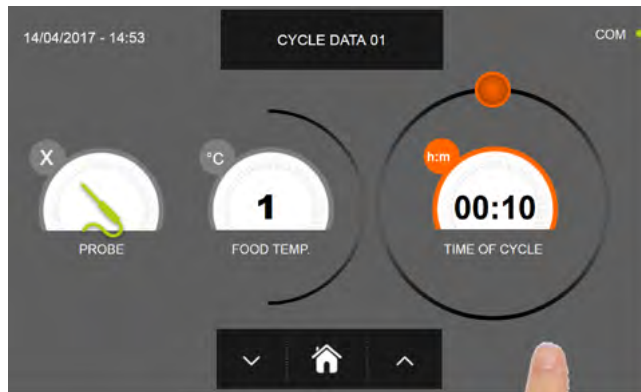 14/04/2017 - 14:53
CYCLE DATA 01
COM
X
°C
h:m
1
00:10
PROBE
FOOD TEMP.
TIME OF CYCLE